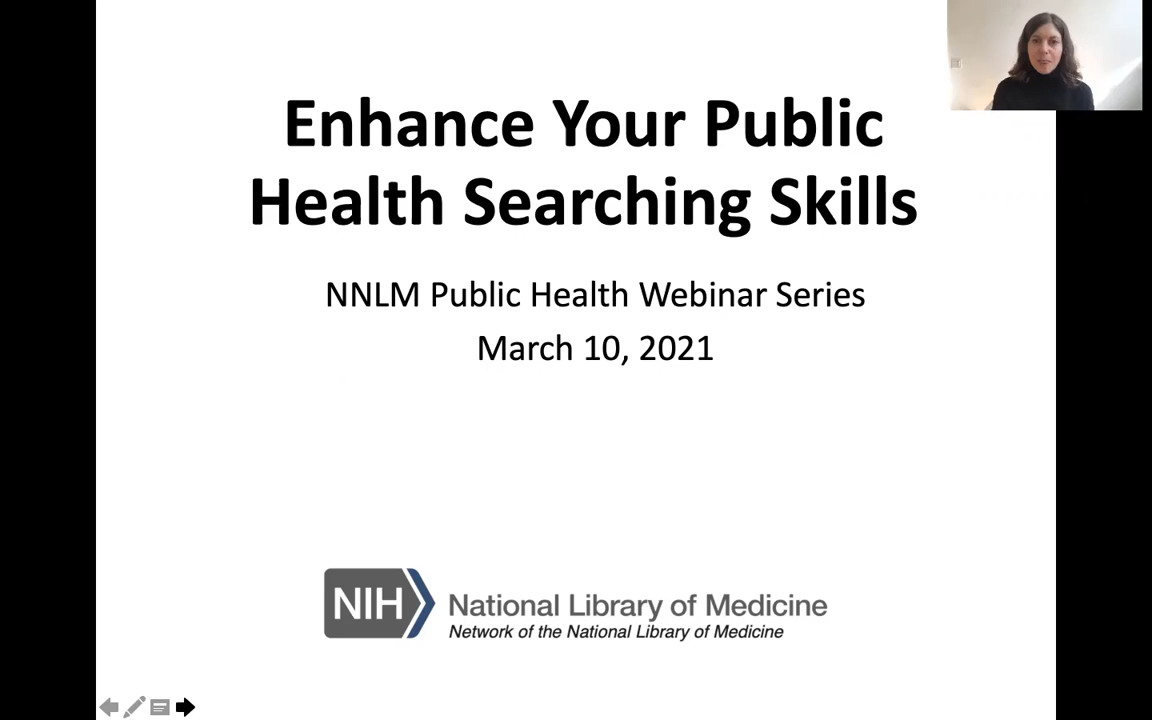 Enhance Your Public
Health Searching Skills
NNLM Public Health Webinar Series
March 10, 2021
NIH
National Library of Medicine
Network of the National Library of Medicine